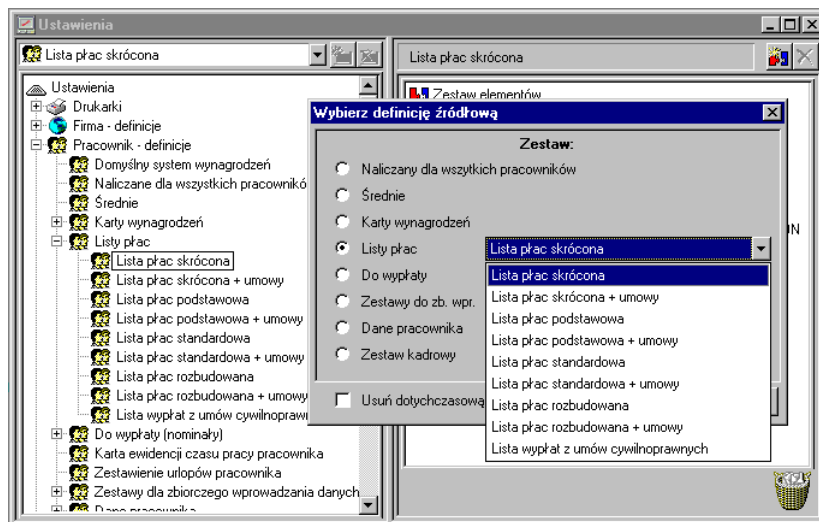 Ustawienia
Lista płac skrócona
Lista płac skrócona
Ustawienia
Drukarki
Firma - definicje
Pracownik - definicje
Domyślny system wynagrodzeń
Naliczane dla wszystkich
Średnie
Karty wynagrodzeń
Listy płac
Lista płac skrócona
Lista płac skrócona + umowy
Lista płac podstawowa
Lista płac podstawowa + umowy
Lista płac standardowa
Lista płac standardowa + umowy
Lista płac rozbudowana
Lista płac rozbudowana + umowy
Lista wypłat z umów
Do wypłaty (nominały)
Karta ewidencji czasu pracy pracownika
Zestawienie urlopów pracownika
Zestawy dla zbiorczego wprowadzania danych
Dane pracownika
Zestaw elementów
Wybierz definicję źródłową
Zestaw:
Naliczany dla wszytkich pracowników
Średnie
Karty wynagrodzeń
Listy płac
Lista płac skrócona
Do wypłaty
Zestawy do zb. wpr.
Dane pracownika
Zestaw kadrowy
Usuń dotychczasową
Lista płac skrócona
Lista płac skrócona + umowy
Lista płac podstawowa
Lista płac podstawowa + umowy
Lista płac standardowa
Lista płac standardowa + umowy
Lista płac rozbudowana
Lista płac rozbudowana + umowy
Lista wypłat z umów cywilnoprawnych